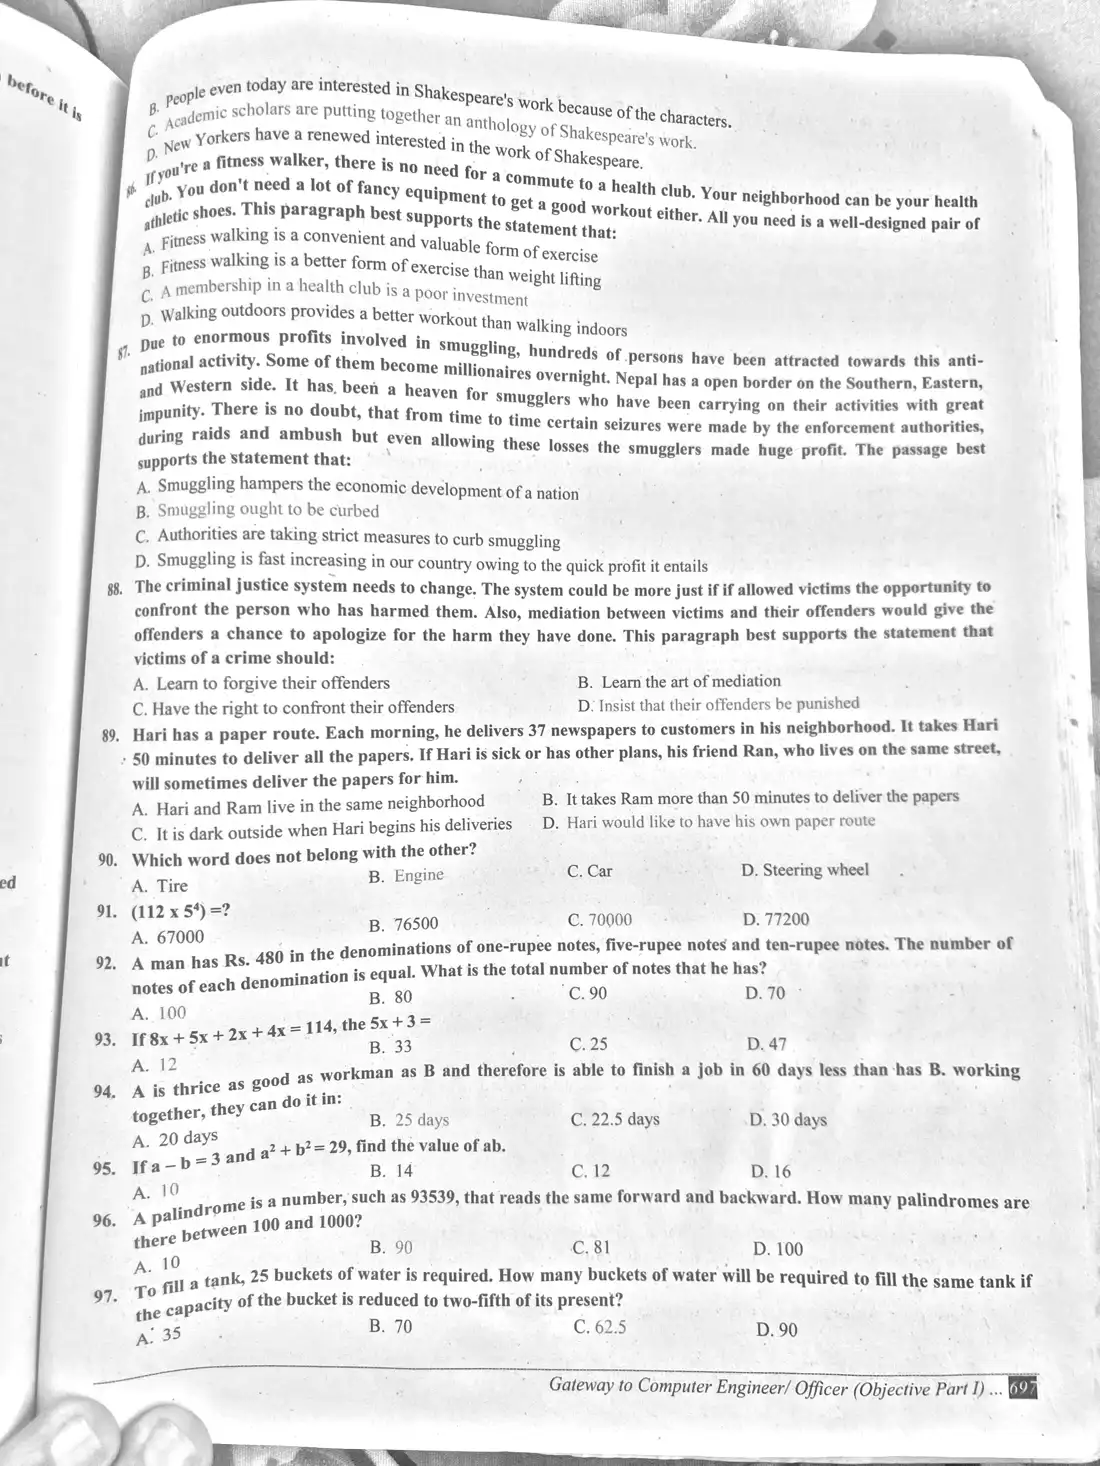 before it is
ed
B. People even today are interested in Shakespeare's work because of the characters.
C. Academic scholars are putting together an anthology of Shakespeare's work.
D. New Yorkers have a renewed interested in the work of Shakespeare.
86. If you're a fitness walker, there is no need for a commute to a health club. Your neighborhood can be your health
club. You don't need a lot of fancy equipment to get a good workout either. All you need is a well-designed pair of
athletic shoes. This paragraph best supports the statement that:
A. Fitness walking is a convenient and valuable form of exercise
B. Fitness walking is a better form of exercise than weight lifting
C. A membership in a health club is a poor investment
D. Walking outdoors provides a better workout than walking indoors
87. Due to enormous profits involved in smuggling, hundreds of persons have been attracted towards this anti-
national activity. Some of them become millionaires overnight. Nepal has a open border on the Southern, Eastern,
and Western side. It has been a heaven for smugglers who have been carrying on their activities with great
impunity. There is no doubt, that from time to time certain seizures were made by the enforcement authorities,
during raids and ambush but even allowing these losses the smugglers made huge profit. The passage best
supports the statement that:
A. Smuggling hampers the economic development of a nation
B. Smuggling ought to be curbed
C. Authorities are taking strict measures to curb smuggling
D. Smuggling is fast increasing in our country owing to the quick profit it entails
88. The criminal justice system needs to change. The system could be more just if if allowed victims the opportunity to
confront the person who has harmed them. Also, mediation between victims and their offenders would give the
offenders a chance to apologize for the harm they have done. This paragraph best supports the statement that
victims of a crime should:
A. Learn to forgive their offenders B. Learn the art of mediation
C. Have the right to confront their offenders D. Insist that their offenders be punished
89. Hari has a paper route. Each morning, he delivers 37 newspapers to customers in his neighborhood. It takes Hari
50 minutes to deliver all the papers. If Hari is sick or has other plans, his friend Ran, who lives on the same street,
will sometimes deliver the papers for him.
A. Hari and Ram live in the same neighborhood B. It takes Ram more than 50 minutes to deliver the papers
C. It is dark outside when Hari begins his deliveries D. Hari would like to have his own paper route
90. Which word does not belong with the other?
A. Tire B. Engine C. Car D. Steering wheel
91. (112 x 5⁴) =?
A. 67000 B. 76500 C. 70000 D. 77200
92. A man has Rs. 480 in the denominations of one-rupee notes, five-rupee notes and ten-rupee notes. The number of
notes of each denomination is equal. What is the total number of notes that he has?
A. 100 B. 80 C. 90 D. 70
93. If 8x + 5x + 2x + 4x = 114, the 5x + 3 =
A. 12 B. 33 C. 25 D. 47
94. A is thrice as good as workman as B and therefore is able to finish a job in 60 days less than has B. working
together, they can do it in:
A. 20 days B. 25 days C. 22.5 days D. 30 days
95. If a – b = 3 and a² + b² = 29, find the value of ab.
A. 10 B. 14 C. 12 D. 16
96. A palindrome is a number, such as 93539, that reads the same forward and backward. How many palindromes are
there between 100 and 1000?
A. 10 B. 90 C. 81 D. 100
97. To fill a tank, 25 buckets of water is required. How many buckets of water will be required to fill the same tank if
the capacity of the bucket is reduced to two-fifth of its present?
A. 35 B. 70 C. 62.5 D. 90
Gateway to Computer Engineer/ Officer (Objective Part I) ... 697